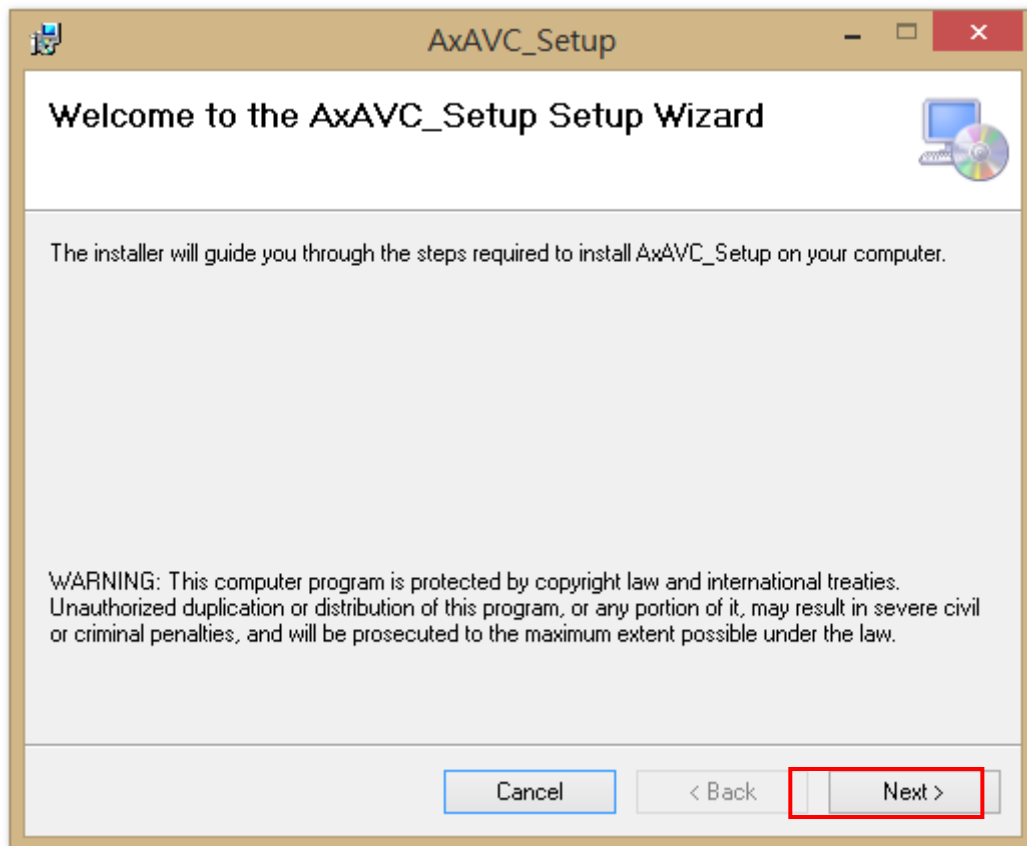 AxAVC_Setup
Welcome to the AxAVC_Setup Setup Wizard
The installer will guide you through the steps required to install AxAVC_Setup on your computer.
WARNING: This computer program is protected by copyright law and international treaties.
Unauthorized duplication or distribution of this program, or any portion of it, may result in severe civil
or criminal penalties, and will be prosecuted to the maximum extent possible under the law.
Cancel < Back Next >